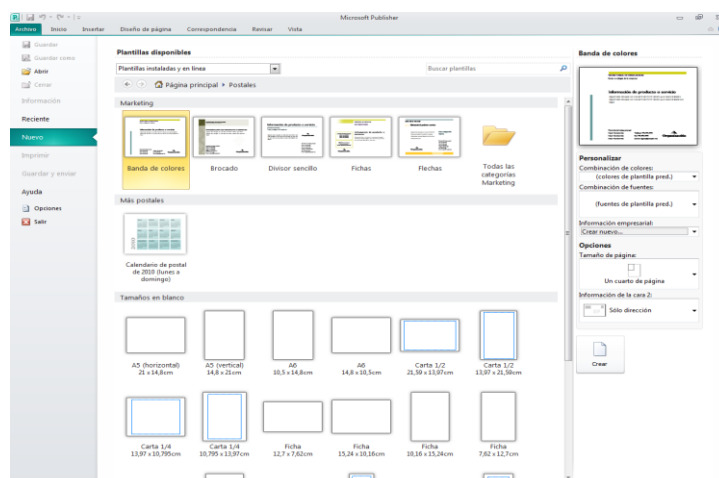 Microsoft Publisher
Archivo Inicio Insertar Diseño de página Correspondencia Revisar Vista
Guardar
Guardar como
Abrir
Cerrar
Información
Reciente
Nuevo
Imprimir
Guardar y enviar
Ayuda
Opciones
Salir
Plantillas disponibles
Plantillas instaladas y en línea
Buscar plantillas
Página principal Postales
Marketing
Banda de colores Brocado Divisor sencillo Fichas Flechas Todas las
categorías
Marketing
Más postales
Calendario de postal
de 2010 (lunes a
domingo)
Tamaños en blanco
A5 (horizontal) A5 (vertical) A6 A6 Carta 1/2 Carta 1/2
21 x 14,8cm 14,8 x 21cm 10,5 x 14,8cm 14,8 x 10,5cm 21,59 x 13,97cm 13,97 x 21,59cm
Carta 1/4 Carta 1/4 Ficha Ficha Ficha Ficha
13,97 x 10,795cm 10,795 x 13,97cm 12,7 x 7,62cm 15,24 x 10,16cm 10,16 x 15,24cm 7,62 x 12,7cm
Banda de colores
Información de producto o servicio
Personalizar
Combinación de colores:
(colores de plantilla pred.)
Combinación de fuentes:
(fuentes de plantilla pred.)
Información empresarial:
Crear nuevo...
Opciones
Tamaño de página:
Un cuarto de página
Información de la cara 2:
Sólo dirección
Crear